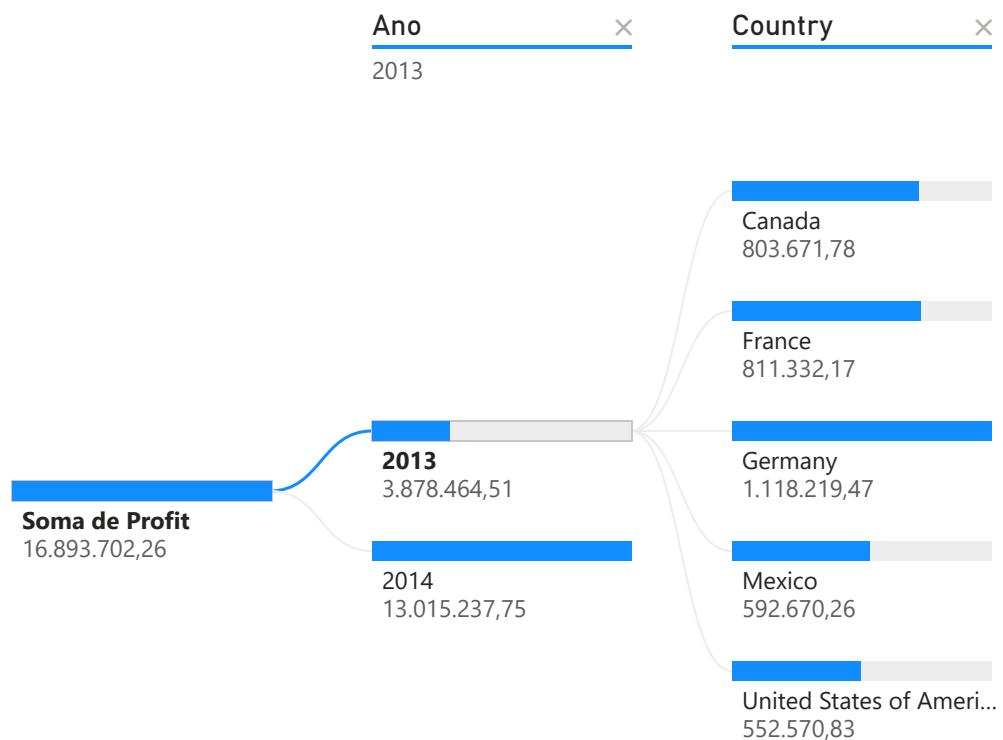 Ano
2013
Country
Canada
803.671,78
France
811.332,17
Germany
1.118.219,47
Mexico
592.670,26
United States of Ameri...
552.570,83
2013
3.878.464,51
2014
13.015.237,75
Soma de Profit
16.893.702,26